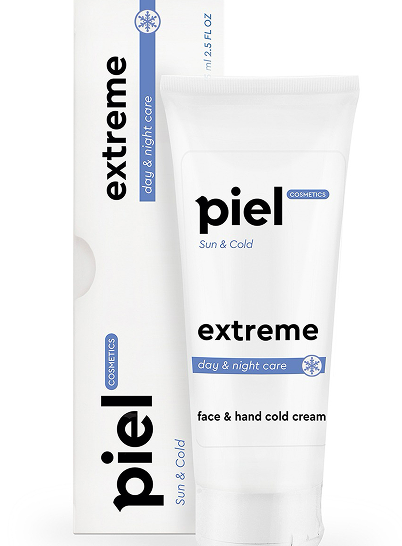 extreme
day & night care
ml 2.5 FL OZ
piel
COSMETICS
Sun & Cold
piel
COSMETICS
Sun & Cold
extreme
day & night care
face & hand cold cream